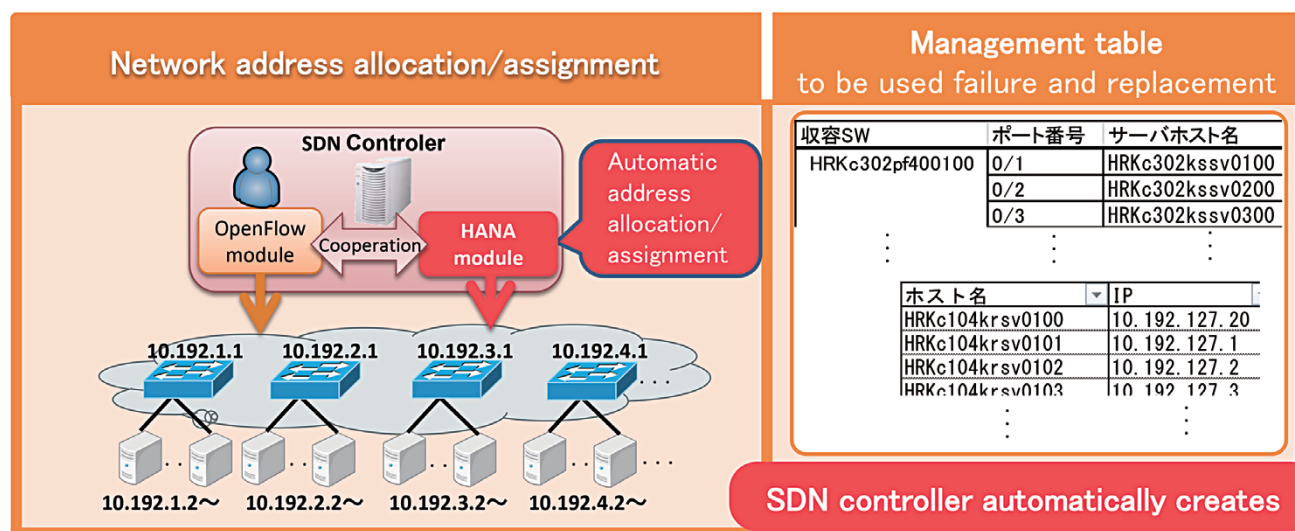 Network address allocation/assignment
SDN Controler
OpenFlow
module
Cooperation
HANA
module
Automatic
address
allocation/
assignment
10.192.1.1
10.192.2.1
10.192.3.1
10.192.4.1
...
10.192.1.2～
10.192.2.2～
10.192.3.2～
10.192.4.2～
Management table
to be used failure and replacement
収容SW ポート番号 サーバホスト名
HRKc302pf400100 0/1 HRKc302kssv0100
0/2 HRKc302kssv0200
0/3 HRKc302kssv0300
ホスト名 IP
HRKc104krsv0100 10.192.127.20
HRKc104krsv0101 10.192.127.1
HRKc104krsv0102 10.192.127.2
HRKc104krsv0103 10.192.127.3
SDN controller automatically creates